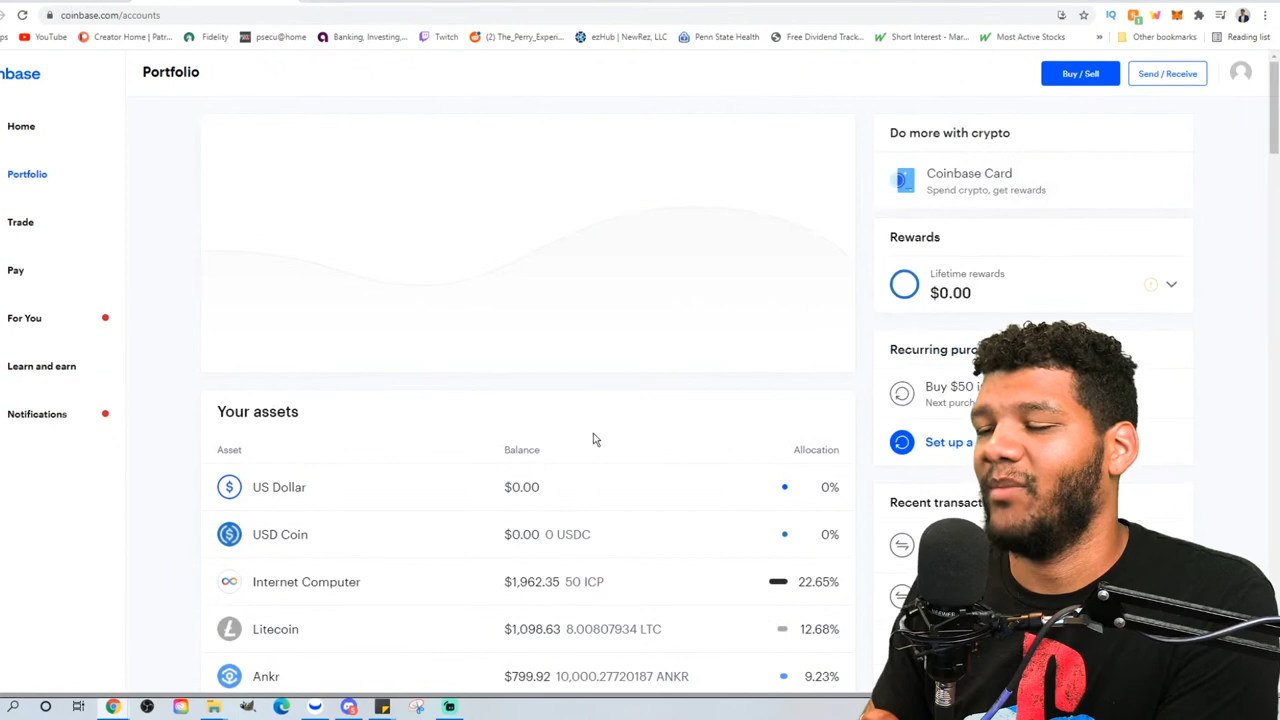 coinbase.com/accounts
ps YouTube Creator Home | Patr... Fidelity psecu@home Banking, Investing,... Twitch (2) The_Perry_Experi... ezHub | NewRez, LLC Penn State Health Free Dividend Track... Short Interest - Mar... Most Active Stocks » Other bookmarks Reading list
nbase
Portfolio
Buy / Sell
Send / Receive
Home
Portfolio
Trade
Pay
For You
Learn and earn
Notifications
Do more with crypto
Coinbase Card
Spend crypto, get rewards
Rewards
Lifetime rewards
$0.00
Recurring purc
Buy $50 i
Next purch
Set up a
Recent transact
Your assets
Asset Balance Allocation
US Dollar $0.00 0%
USD Coin $0.00 0 USDC 0%
Internet Computer $1,962.35 50 ICP 22.65%
Litecoin $1,098.63 8.00807934 LTC 12.68%
Ankr $799.92 10,000.27720187 ANKR 9.23%